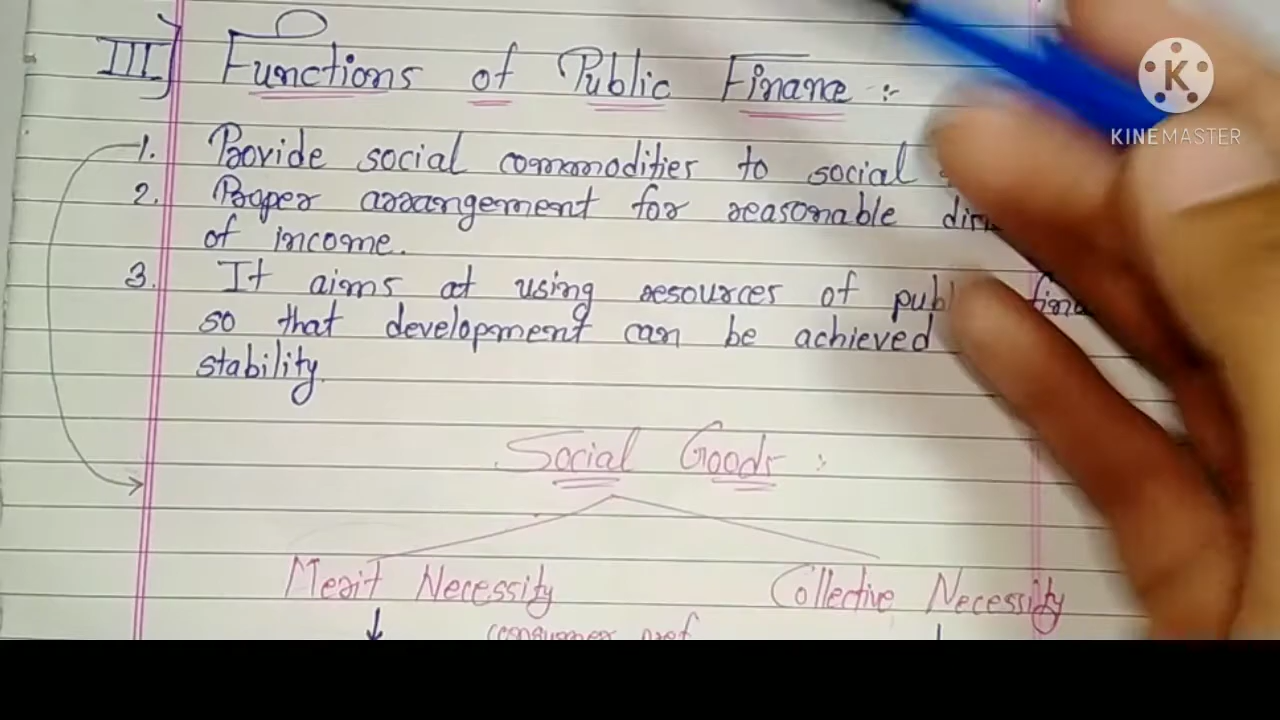 III) Functions of Public Finance :-
1. Provide social commodities to social
2. Proper arrangement for reasonable
of income.
3. It aims at using resources of
so that development can be achieved
stability.
Social Goods :
Merit Necessity Collective Necessity
consumer pref
K
KINEMASTER